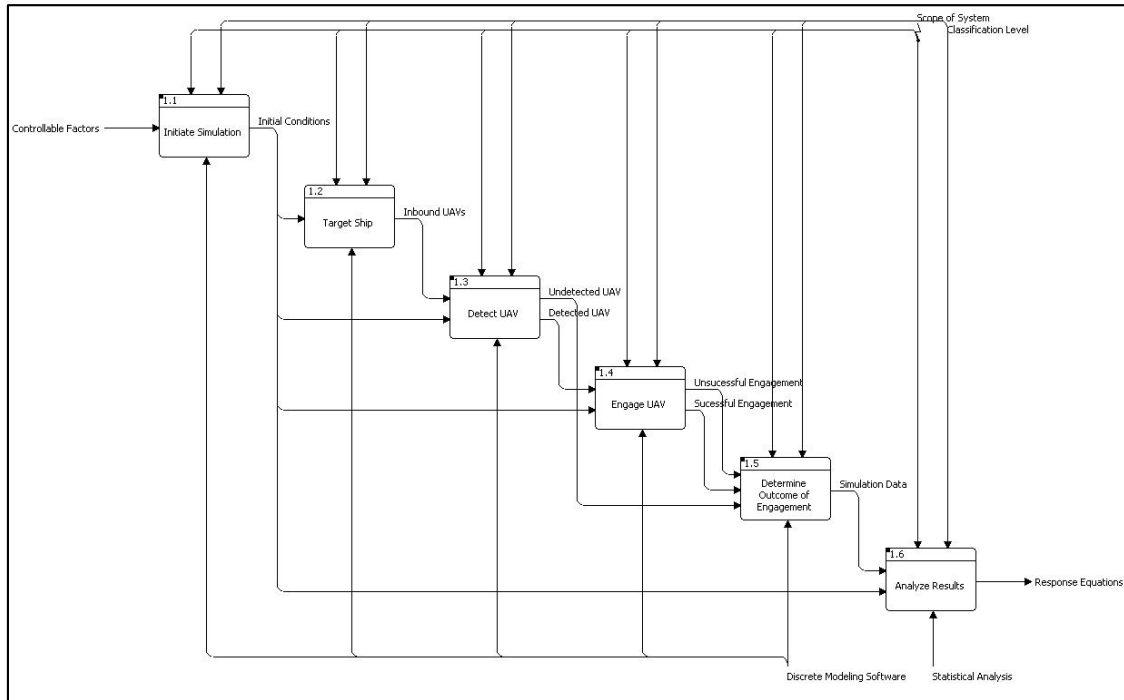 Scope of System
Classification Level
1.1
Controllable Factors
Initiate Simulation
Initial Conditions
1.2
Target Ship
Inbound UAVs
1.3
Detect UAV
Undetected UAV
Detected UAV
1.4
Engage UAV
Unsucessful Engagement
Sucessful Engagement
1.5
Determine
Outcome of
Engagement
Simulation Data
1.6
Analyze Results
Response Equations
Discrete Modeling Software
Statistical Analysis